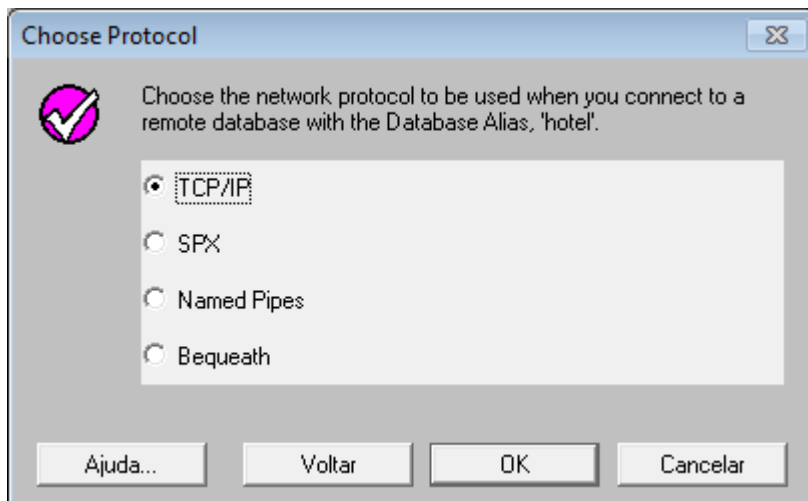 Choose Protocol
Choose the network protocol to be used when you connect to a
remote database with the Database Alias, 'hotel'.
TCP/IP
SPX
Named Pipes
Bequeath
Ajuda... Voltar OK Cancelar